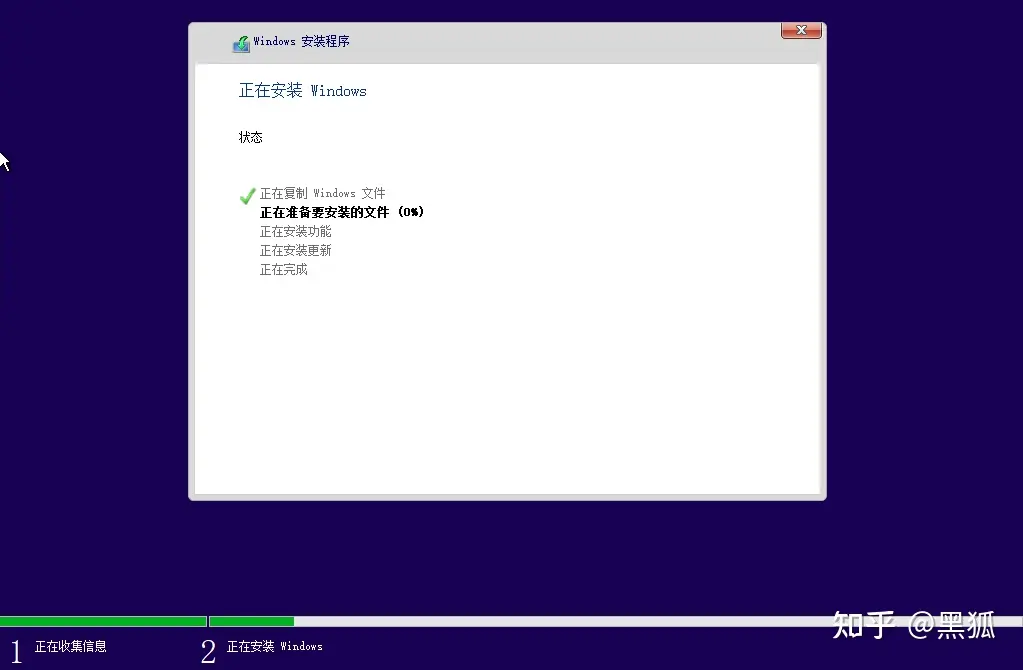 Windows 安装程序
正在安装 Windows
状态
正在复制 Windows 文件
正在准备要安装的文件 (0%)
正在安装功能
正在安装更新
正在完成
知乎 @黑狐
1 正在收集信息
2 正在安装 Windows